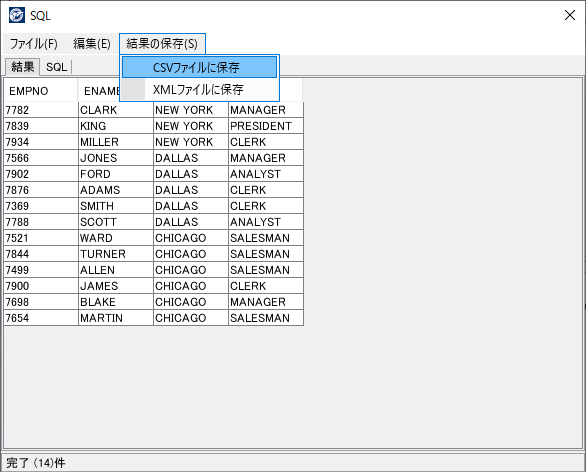 SQL
ファイル(F) 編集(E) 結果の保存(S)
CSVファイルに保存
XMLファイルに保存
結果 SQL
EMPNO ENAME
7782 CLARK NEW YORK MANAGER
7839 KING NEW YORK PRESIDENT
7934 MILLER NEW YORK CLERK
7566 JONES DALLAS MANAGER
7902 FORD DALLAS ANALYST
7876 ADAMS DALLAS CLERK
7369 SMITH DALLAS CLERK
7788 SCOTT DALLAS ANALYST
7521 WARD CHICAGO SALESMAN
7844 TURNER CHICAGO SALESMAN
7499 ALLEN CHICAGO SALESMAN
7900 JAMES CHICAGO CLERK
7698 BLAKE CHICAGO MANAGER
7654 MARTIN CHICAGO SALESMAN
完了 (14)件